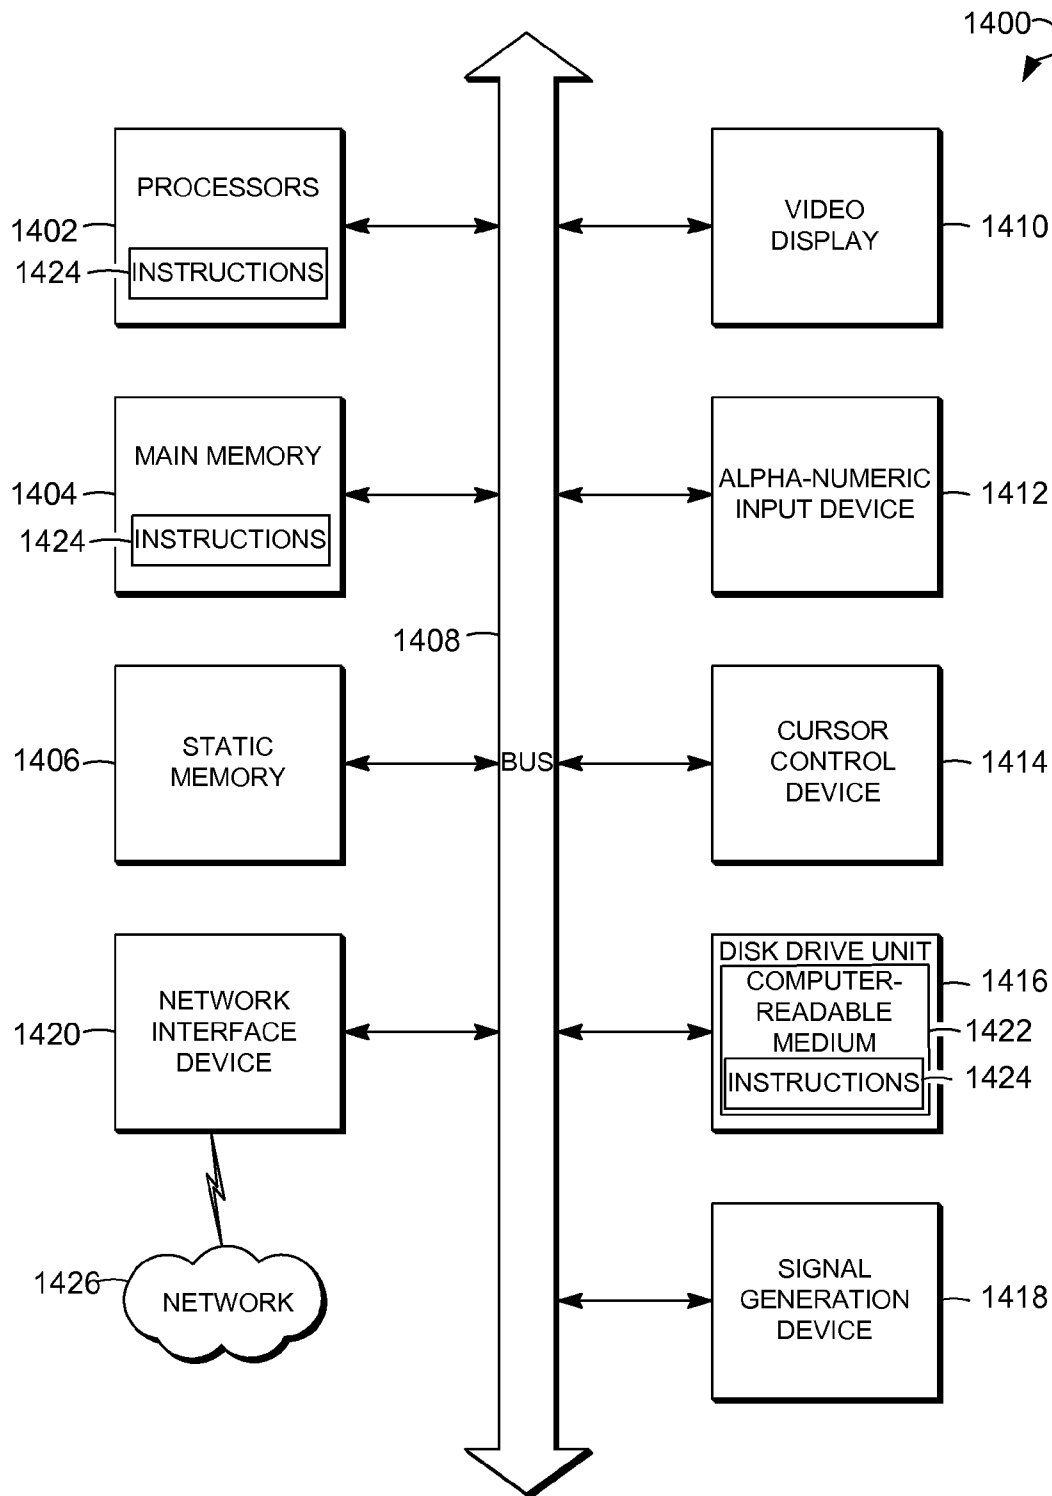 1400
PROCESSORS
1402
1424
INSTRUCTIONS
VIDEO
DISPLAY
1410
MAIN MEMORY
1404
1424
INSTRUCTIONS
ALPHA-NUMERIC
INPUT DEVICE
1412
1408
STATIC
MEMORY
1406
BUS
CURSOR
CONTROL
DEVICE
1414
NETWORK
INTERFACE
DEVICE
1420
DISK DRIVE UNIT
1416
COMPUTER-
READABLE
MEDIUM
1422
INSTRUCTIONS
1424
1426
NETWORK
SIGNAL
GENERATION
DEVICE
1418